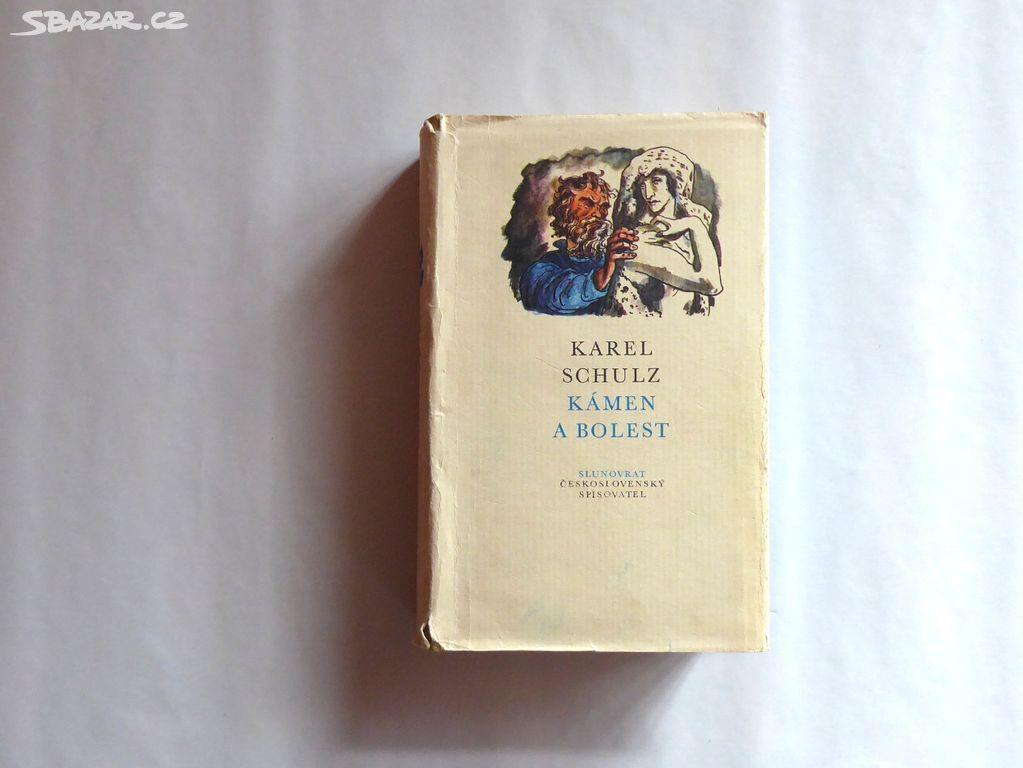 SBAZAR.CZ
KAREL
SCHULZ
KÁMEN
A BOLEST
SLUNOVRAT
ČESKOSLOVENSKÝ
SPISOVATEL